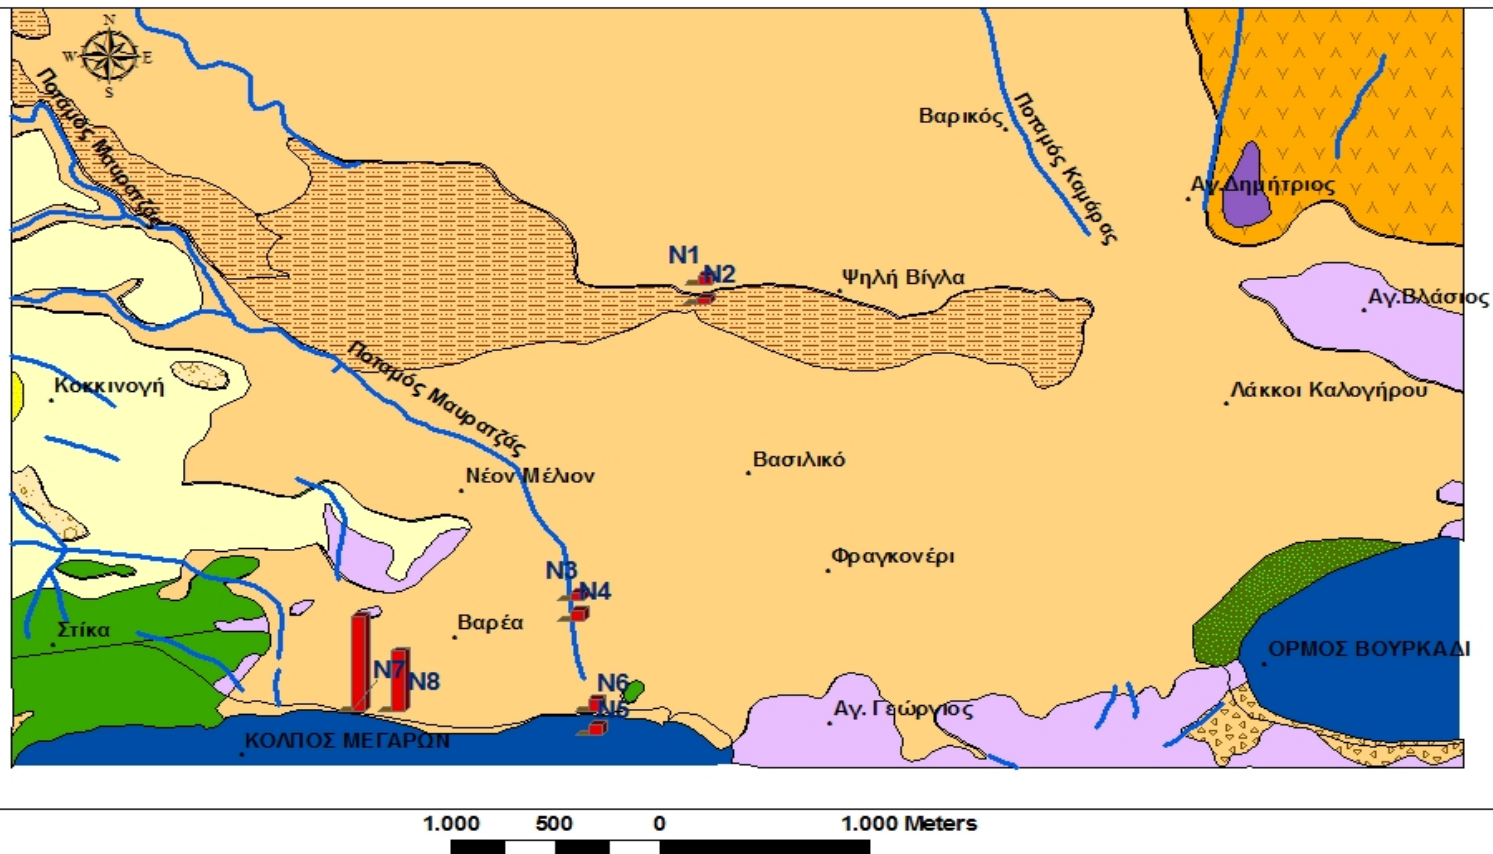 N
W E
S
Ποταμός Μαυρατζάς
Βαρικός
Ποταμός Καμάρας
Αγ.Δημήτριος
N1
N2
Ψηλή Βίγλα
Αγ.Βλάσιος
Ποταμός Μαυρατζάς
Κοκκινογή
Λάκκοι Καλογήρου
Βασιλικό
Νέον Μέλιον
Φραγκονέρι
N3
N4
Στίκα
Βαρέα
ΟΡΜΟΣ ΒΟΥΡΚΑΔΙ
N7
N8
N6
N5
Αγ. Γεώργιος
ΚΟΛΠΟΣ ΜΕΓΑΡΩΝ
1.000 500 0 1.000 Meters